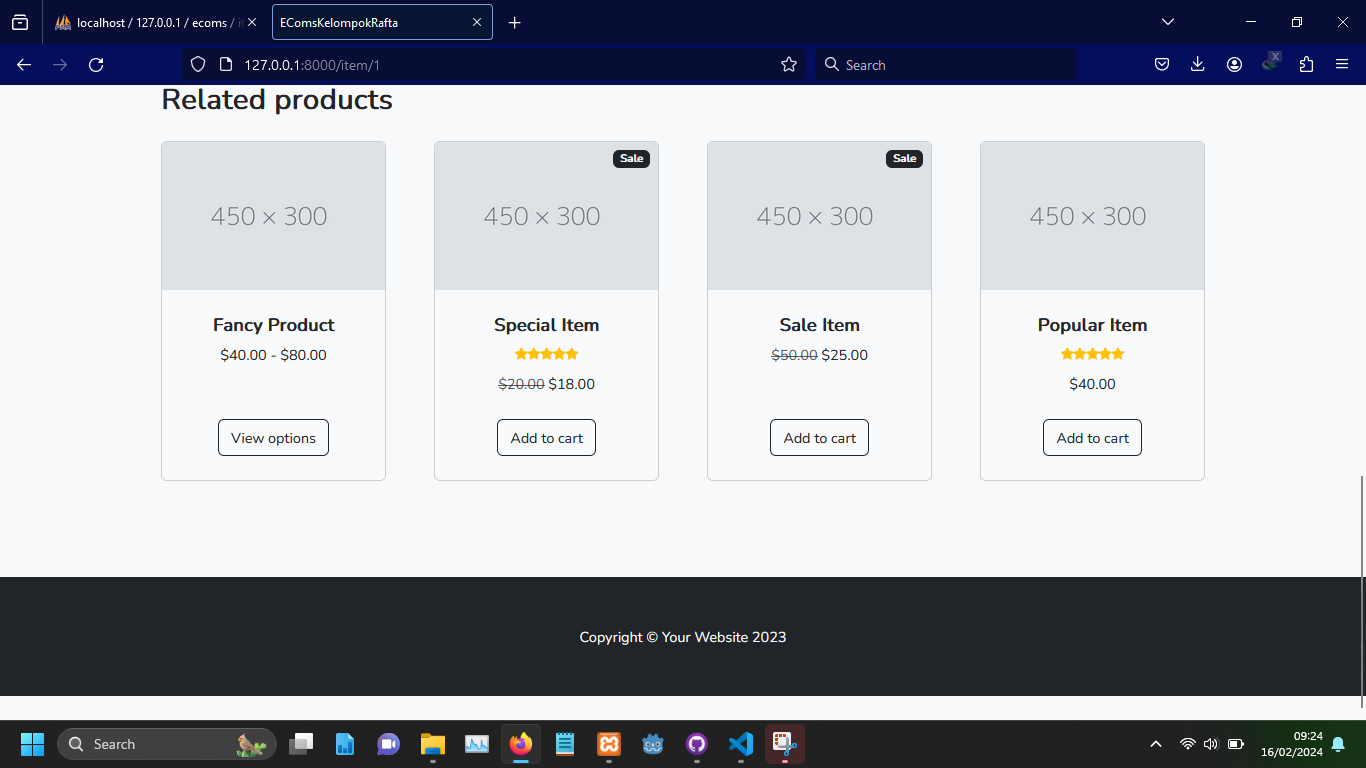 localhost / 127.0.0.1 / ecoms / it
EComsKelompokRafta
127.0.0.1:8000/item/1
Search
X
Related products
450 × 300
Sale
450 × 300
Sale
450 × 300
450 × 300
Fancy Product
$40.00 - $80.00
View options
Special Item
$20.00 $18.00
Add to cart
Sale Item
$50.00 $25.00
Add to cart
Popular Item
$40.00
Add to cart
Copyright © Your Website 2023
Search
09:24
16/02/2024